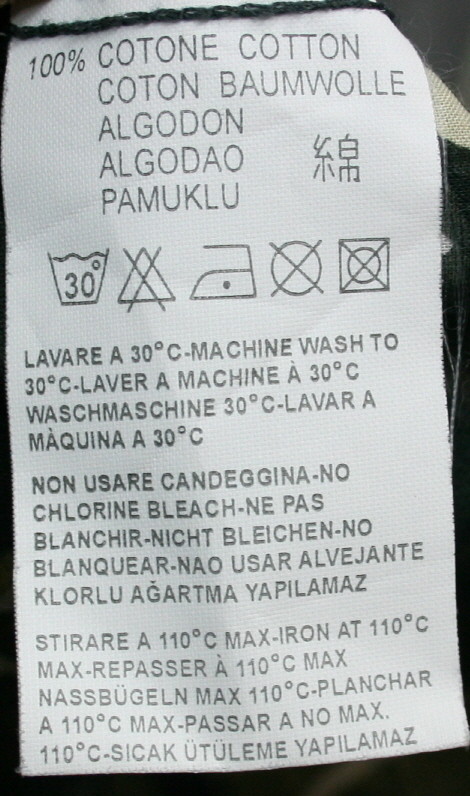 100% COTONE COTTON
COTON BAUMWOLLE
ALGODON
ALGODAO 綿
PAMUKLU
30°
LAVARE A 30°C-MACHINE WASH TO
30°C-LAVER A MACHINE À 30°C
WASCHMASCHINE 30°C-LAVAR A
MÀQUINA A 30°C
NON USARE CANDEGGINA-NO
CHLORINE BLEACH-NE PAS
BLANCHIR-NICHT BLEICHEN-NO
BLANQUEAR-NAO USAR ALVEJANTE
KLORLU AĞARTMA YAPILAMAZ
STIRARE A 110°C MAX-IRON AT 110°C
MAX-REPASSER À 110°C MAX
NASSBÜGELN MAX 110°C-PLANCHAR
A 110°C MAX-PASSAR A NO MAX.
110°C-SICAK ÜTÜLEME YAPILAMAZ